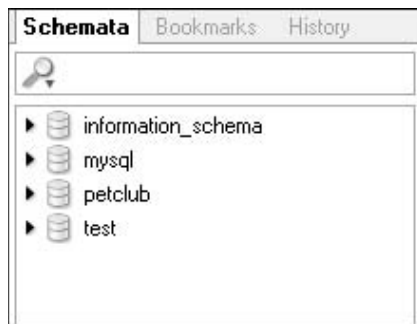 Schemata Bookmarks History
information_schema
mysql
petclub
test